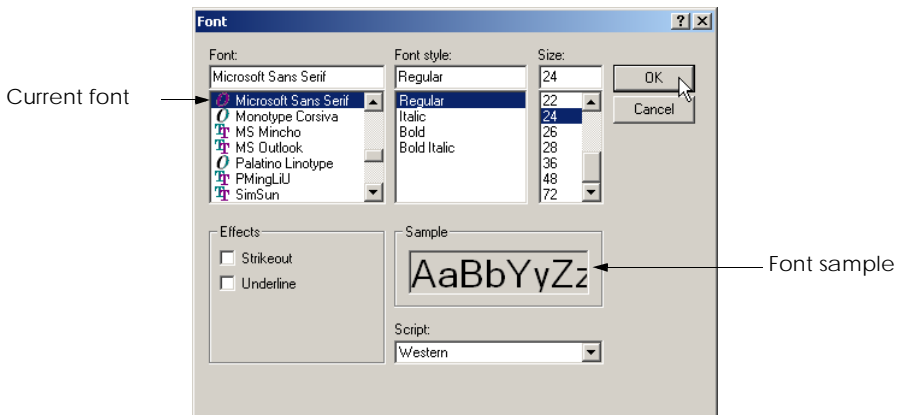 Font
Font:
Font style:
Size:
Microsoft Sans Serif
Regular
24
OK
Cancel
Current font
Microsoft Sans Serif
Monotype Corsiva
MS Mincho
MS Outlook
Palatino Linotype
PMingLiU
SimSun
Regular
Italic
Bold
Bold Italic
22
24
26
28
36
48
72
Effects
Strikeout
Underline
Sample
AaBbYyZz
Font sample
Script:
Western